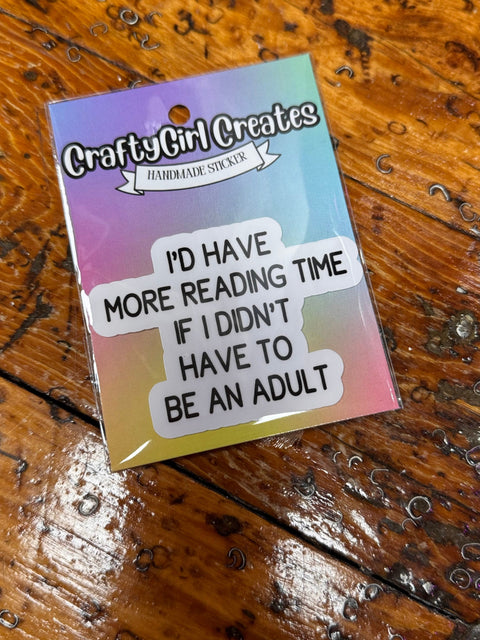 CraftyGirl Creates
HANDMADE STICKER
I'D HAVE
MORE READING TIME
IF I DIDN'T
HAVE TO
BE AN ADULT